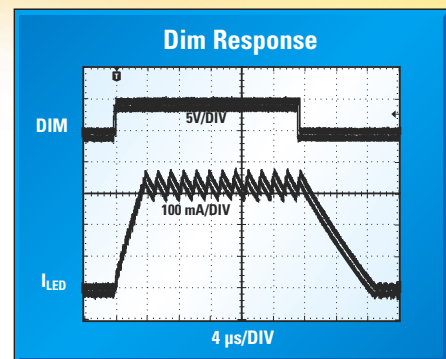 Dim Response
T
DIM
5V/DIV
100 mA/DIV
ILED
4 µs/DIV